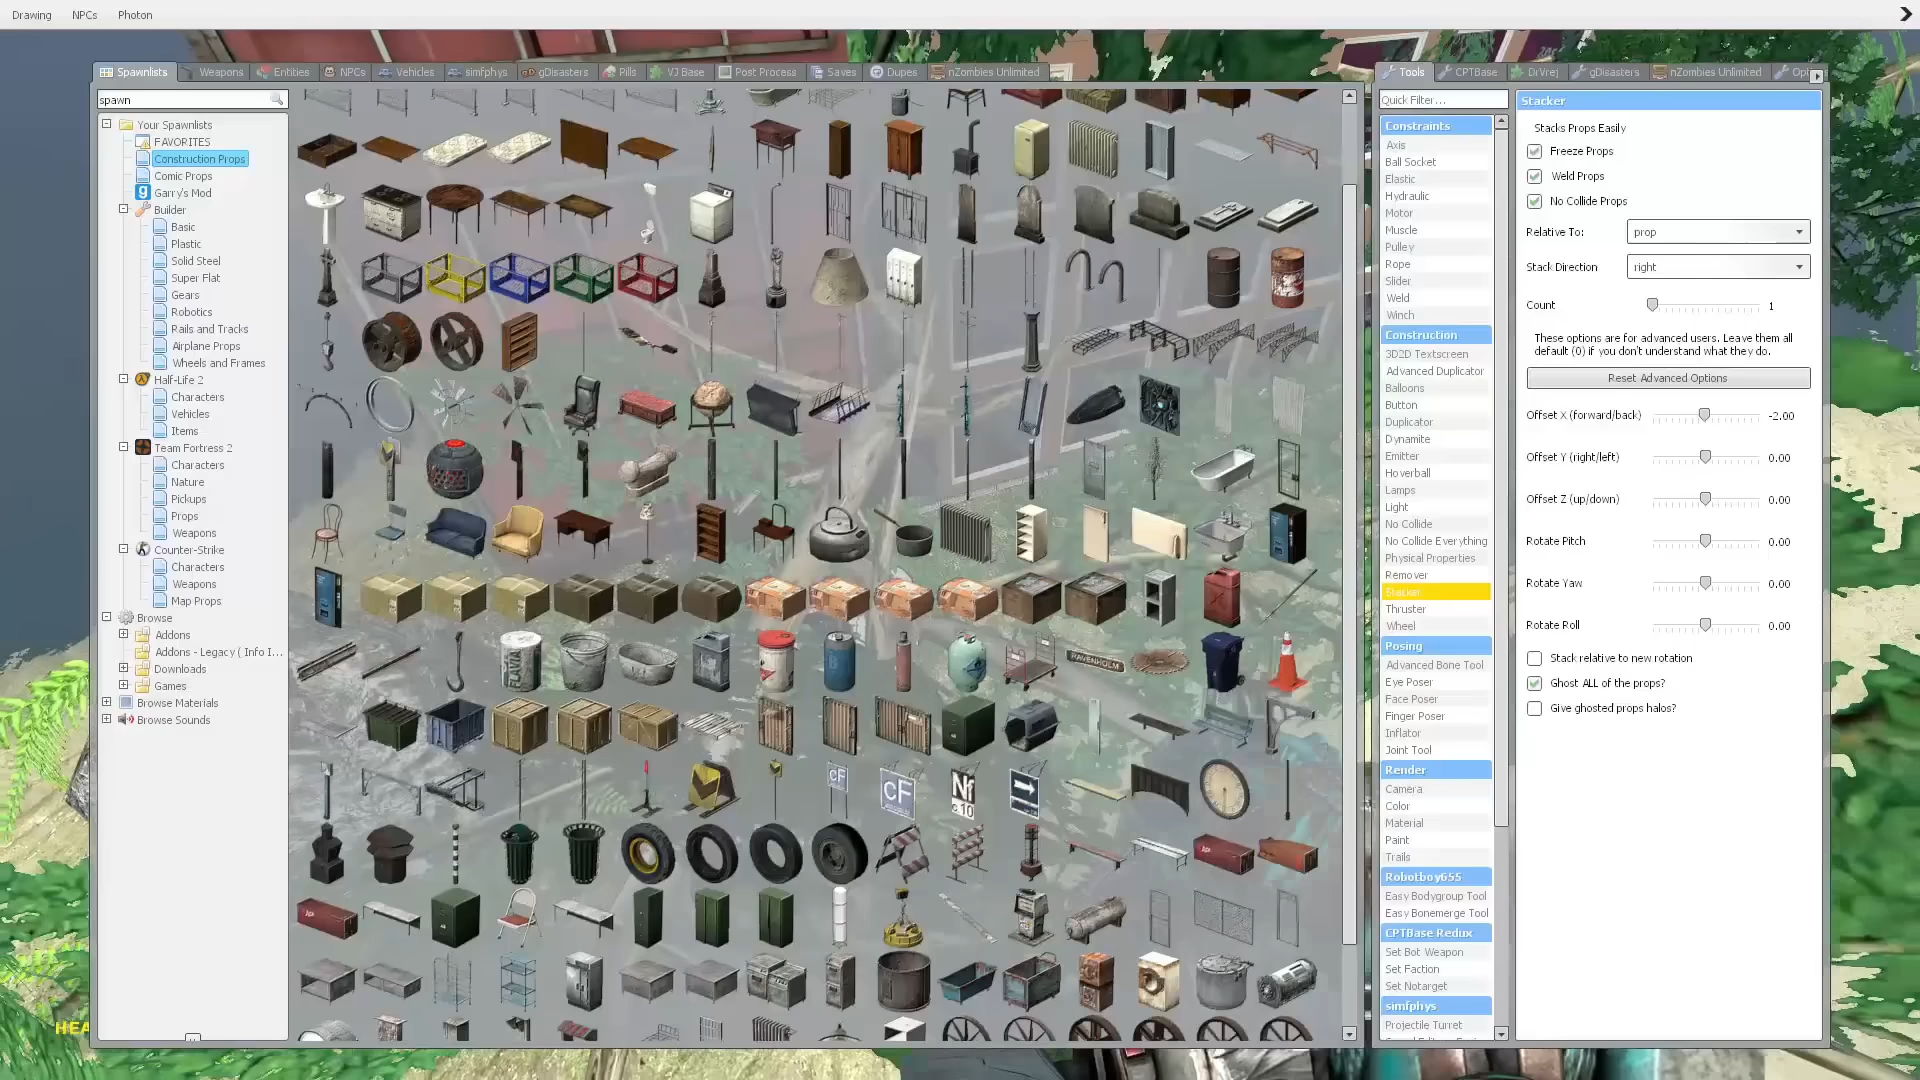 Drawing NPCs Photon
Spawnlists Weapons Entities NPCs Vehicles simfphys gDisasters Pills VJ Base Post Process Saves Dupes nZombies Unlimited
Tools CPTBase DrVrej gDisasters nZombies Unlimited
spawn
Your Spawnlists
FAVORITES
Construction Props
Comic Props
Garry's Mod
Builder
Basic
Plastic
Solid Steel
Super Flat
Gears
Robotics
Rails and Tracks
Airplane Props
Wheels and Frames
Half-Life 2
Characters
Vehicles
Items
Team Fortress 2
Characters
Nature
Pickups
Props
Weapons
Counter-Strike
Characters
Weapons
Map Props
Browse
Addons
Addons - Legacy ( Info I...
Downloads
Games
Browse Materials
Browse Sounds
RAVENHOLM
CF
CF
Nf
c.10
Quick Filter...
Constraints
Axis
Ball Socket
Elastic
Hydraulic
Motor
Muscle
Pulley
Rope
Slider
Weld
Winch
Construction
3D2D Textscreen
Advanced Duplicator
Balloons
Button
Duplicator
Dynamite
Emitter
Hoverball
Lamps
Light
No Collide
No Collide Everything
Physical Properties
Remover
Stacker
Thruster
Wheel
Posing
Advanced Bone Tool
Eye Poser
Face Poser
Finger Poser
Inflator
Joint Tool
Render
Camera
Color
Material
Paint
Trails
Robotboy655
Easy Bodygroup Tool
Easy Bonemerge Tool
CPTBase Redux
Set Bot Weapon
Set Faction
Set Notarget
simfphys
Projectile Turret
Stacker
Stacks Props Easily
Freeze Props
Weld Props
No Collide Props
Relative To: prop
Stack Direction right
Count 1
These options are for advanced users. Leave them all
default (0) if you don't understand what they do.
Reset Advanced Options
Offset X (forward/back) -2.00
Offset Y (right/left) 0.00
Offset Z (up/down) 0.00
Rotate Pitch 0.00
Rotate Yaw 0.00
Rotate Roll 0.00
Stack relative to new rotation
Ghost ALL of the props?
Give ghosted props halos?